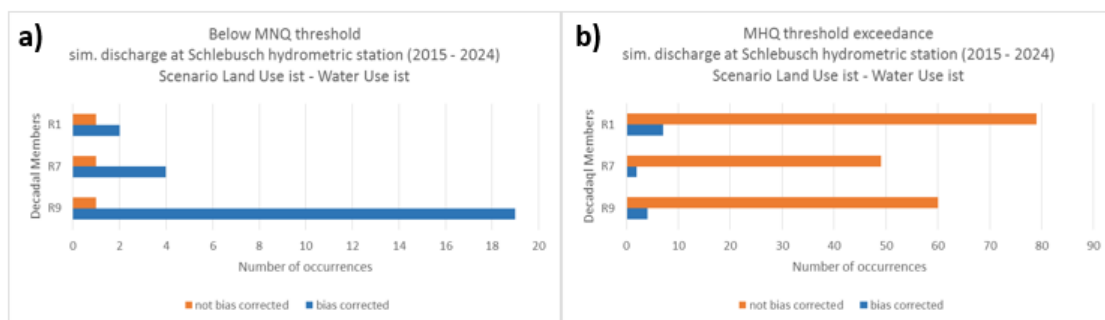 a)
Below MNQ threshold
sim. discharge at Schlebusch hydrometric station (2015 - 2024)
Scenario Land Use ist - Water Use ist
Decadal Members
R1
R7
R9
0 2 4 6 8 10 12 14 16 18 20
Number of occurrences
not bias corrected bias corrected
b)
MHQ threshold exceedance
sim. discharge at Schlebusch hydrometric station (2015 - 2024)
Scenario Land Use ist - Water Use ist
Decadaql Members
R1
R7
R9
0 10 20 30 40 50 60 70 80 90
Number of occurrences
not bias corrected bias corrected